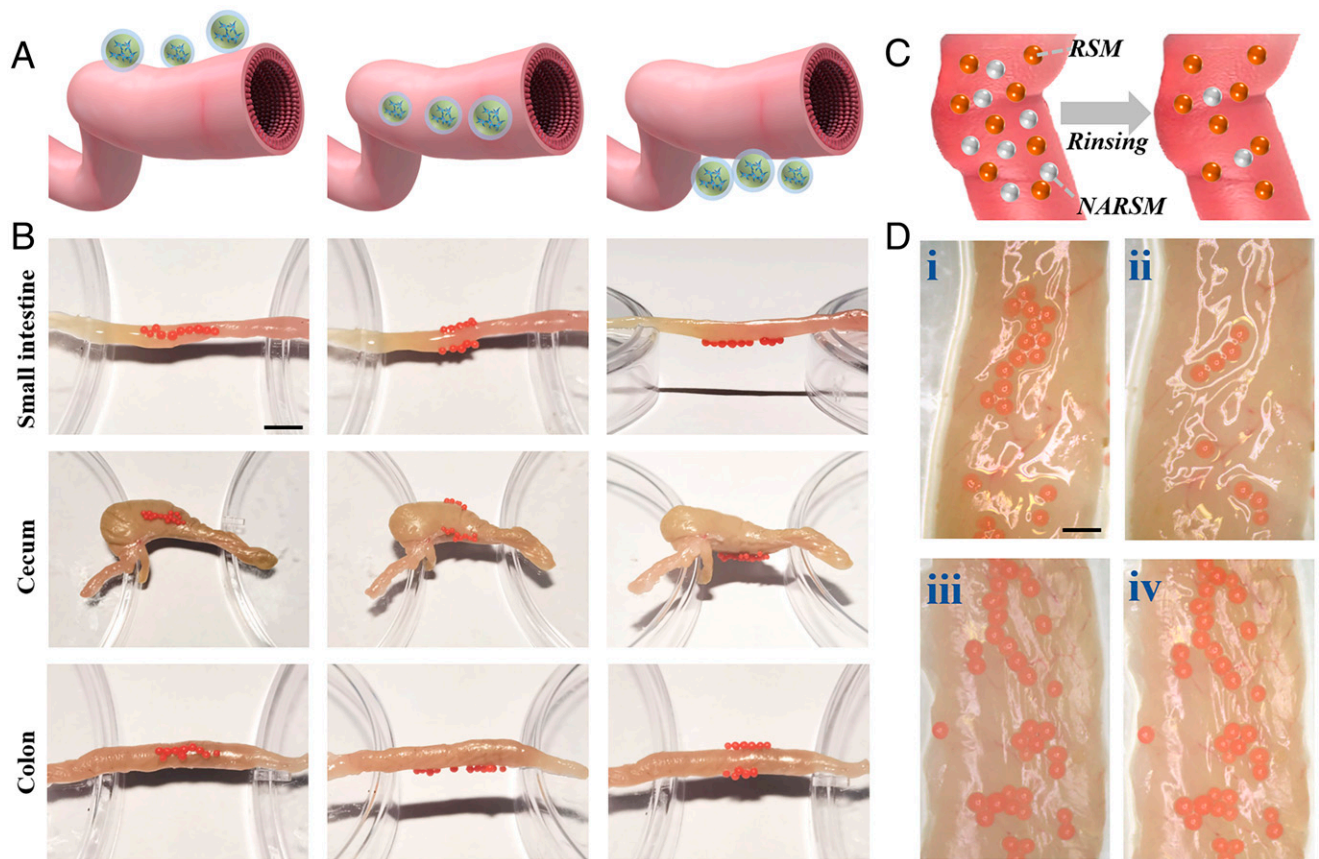 A
C
RSM
Rinsing
NARSM
B
Small intestine
Cecum
Colon
D
i
ii
iii
iv